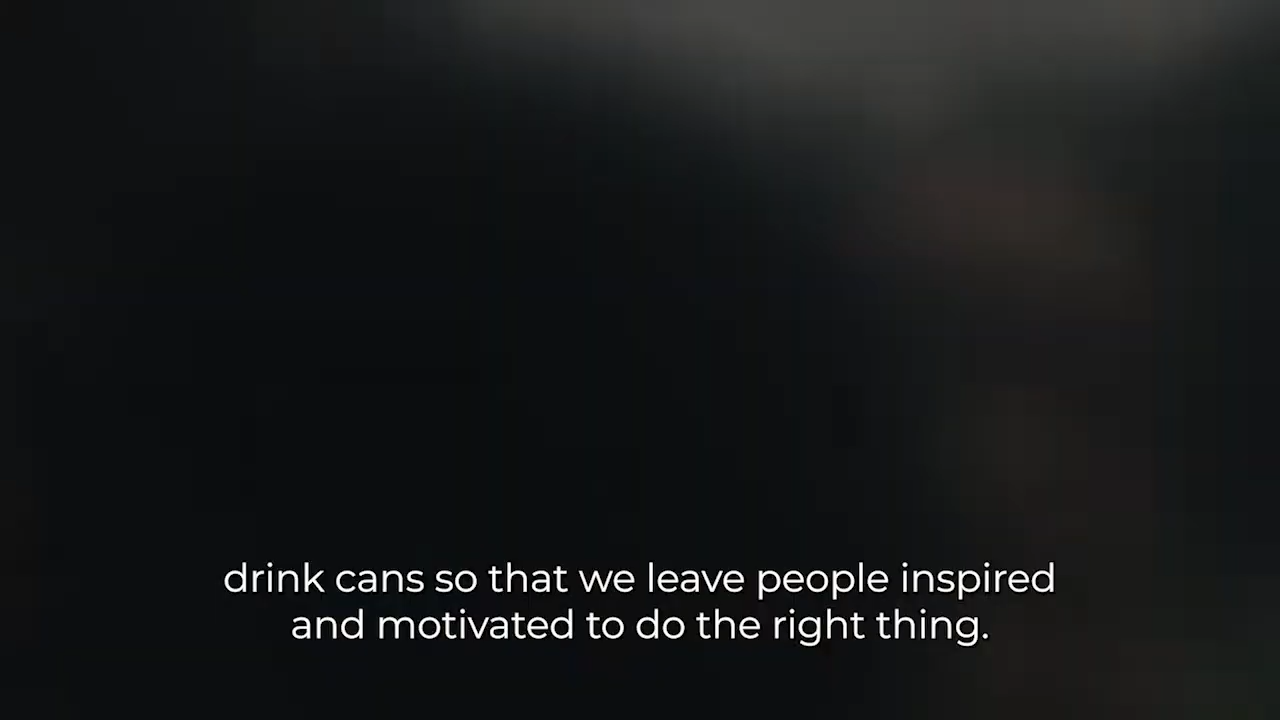 drink cans so that we leave people inspired
and motivated to do the right thing.